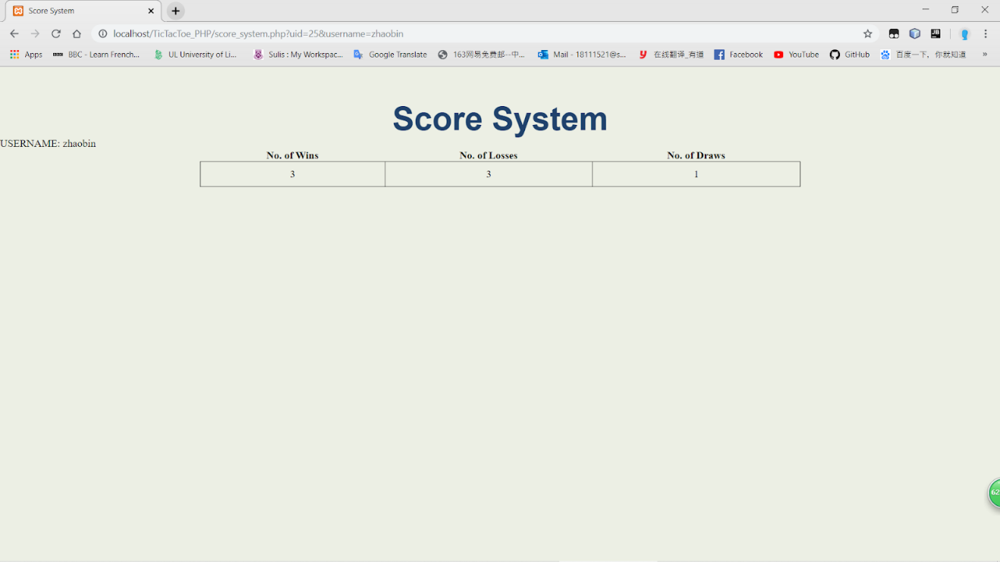 Score System
localhost/TicTacToe_PHP/score_system.php?uid=25&username=zhaobin
Apps BBC - Learn French... UL University of Li... Sulis : My Workspac... Google Translate 163网易免费邮--中... Mail - 18111521@s... 在线翻译_有道 Facebook YouTube GitHub 百度一下，你就知道 »
Score System
USERNAME: zhaobin
No. of Wins No. of Losses No. of Draws
3 3 1
62